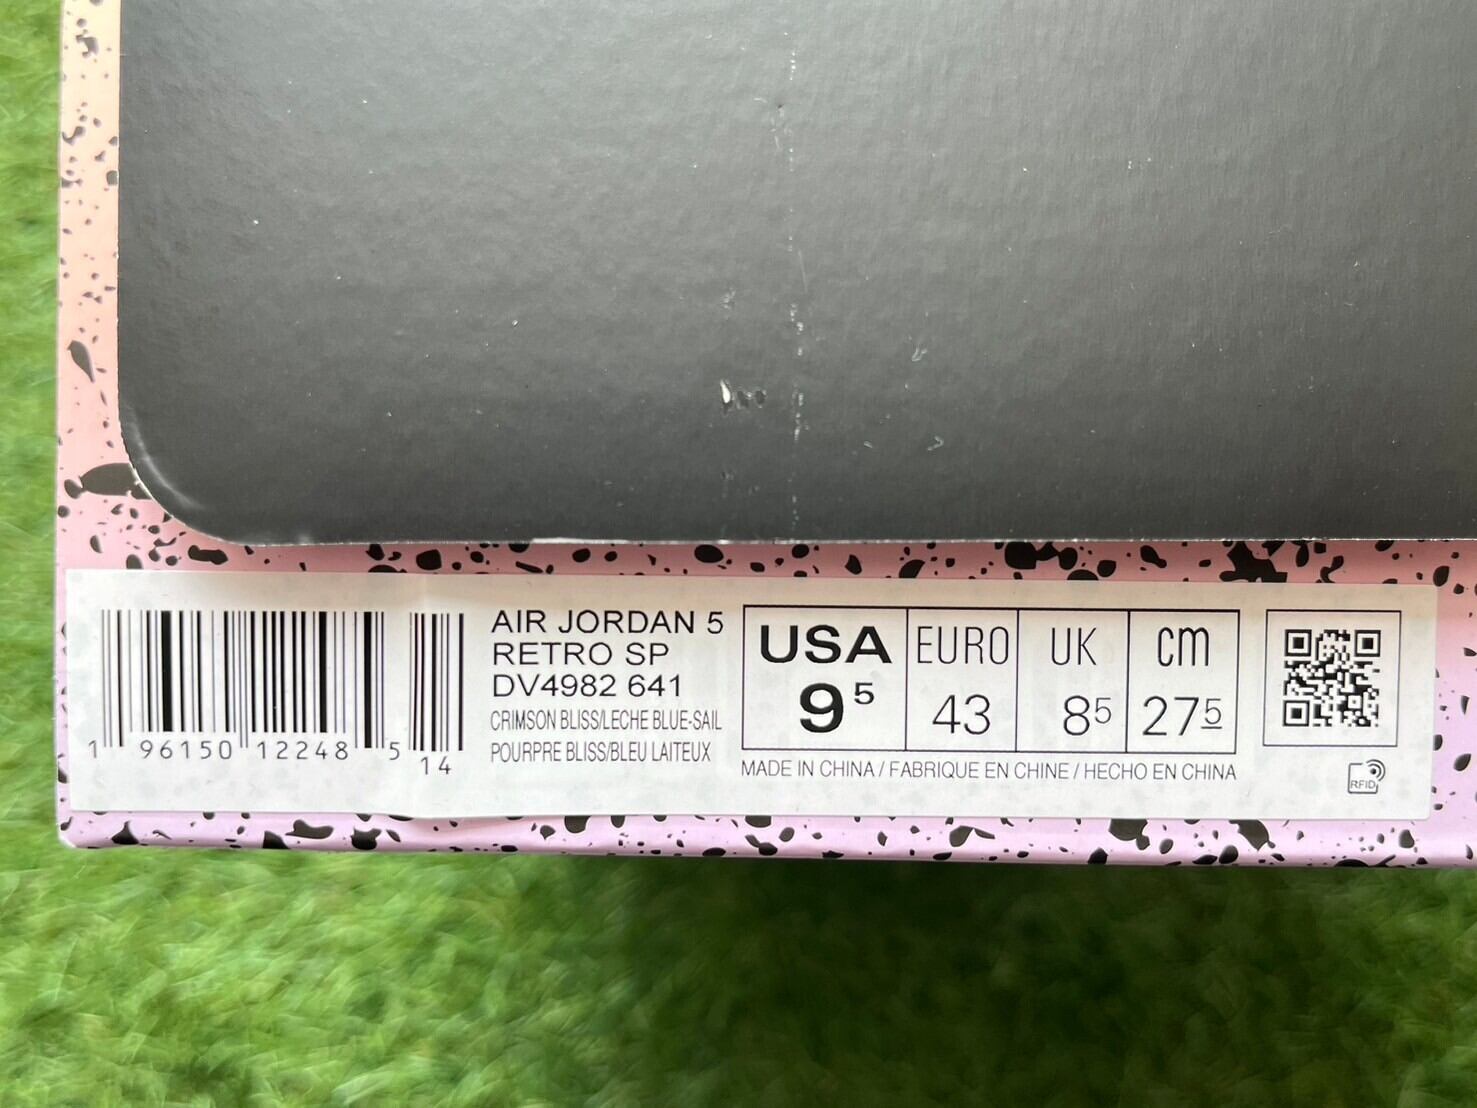 AIR JORDAN 5
RETRO SP
DV4982 641
CRIMSON BLISS/LECHE BLUE-SAIL
POURPRE BLISS/BLEU LAITEUX
1 96150 12248 5 14
USA EURO UK cm
9 5 43 8 5 27 5
MADE IN CHINA / FABRIQUE EN CHINE / HECHO EN CHINA
RFID